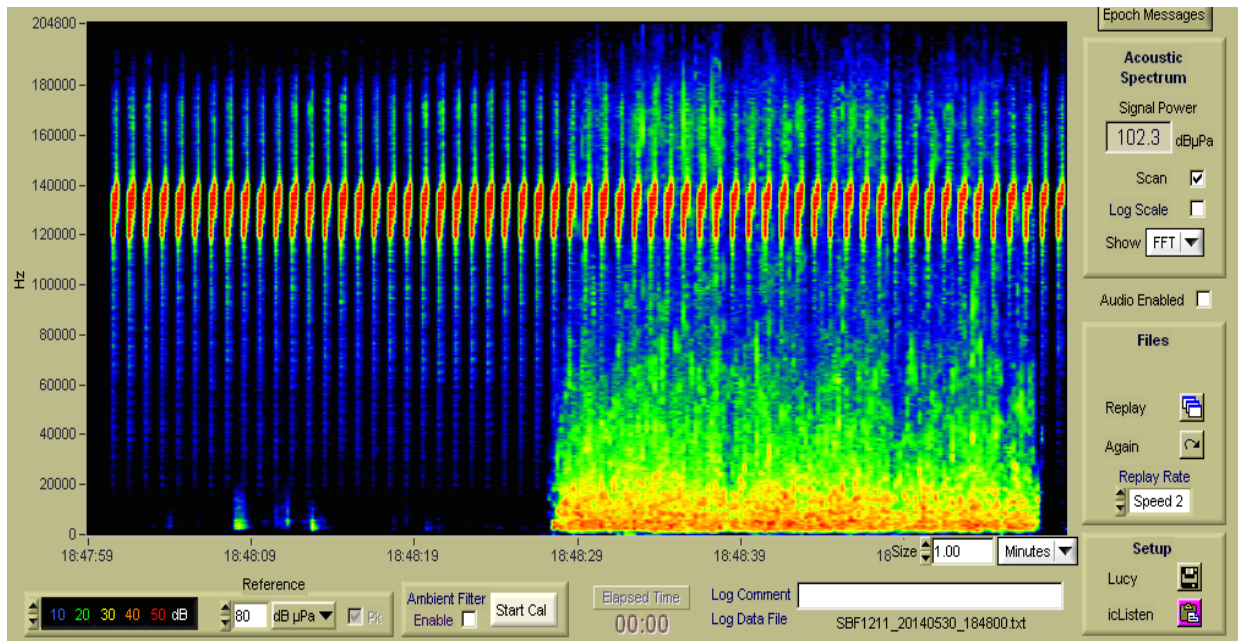 Epoch Messages
204800
180000
160000
140000
120000
100000
80000
60000
40000
20000
0
Hz
18:47:59 18:48:09 18:48:19 18:48:29 18:48:39 18
Size 1.00 Minutes
Acoustic
Spectrum
Signal Power
102.3 dBµPa
Scan
Log Scale
Show FFT
Audio Enabled
Files
Replay
Again
Replay Rate
Speed 2
Setup
Lucy
icListen
Reference
10 20 30 40 50 dB
80 dB µPa Pk
Ambient Filter
Enable
Start Cal
Elapsed Time
00:00
Log Comment
Log Data File SBF1211_20140530_184800.txt